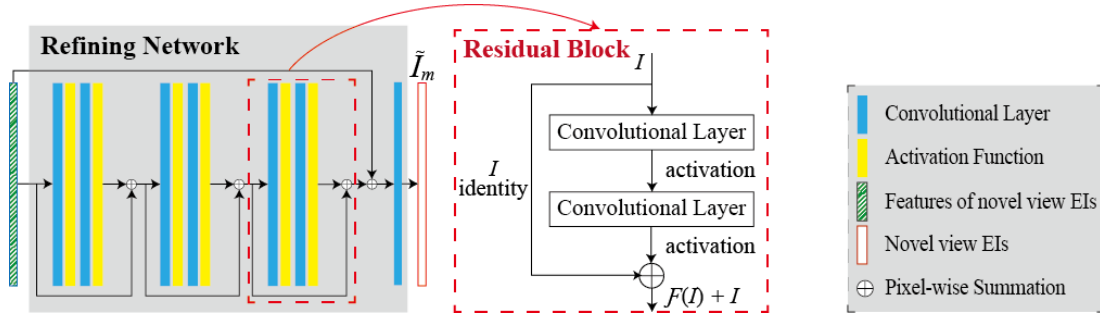 Refining Network
Ĩm
Residual Block
I
Convolutional Layer
activation
I
identity
Convolutional Layer
activation
F(I) + I
Convolutional Layer
Activation Function
Features of novel view EIs
Novel view EIs
Pixel-wise Summation